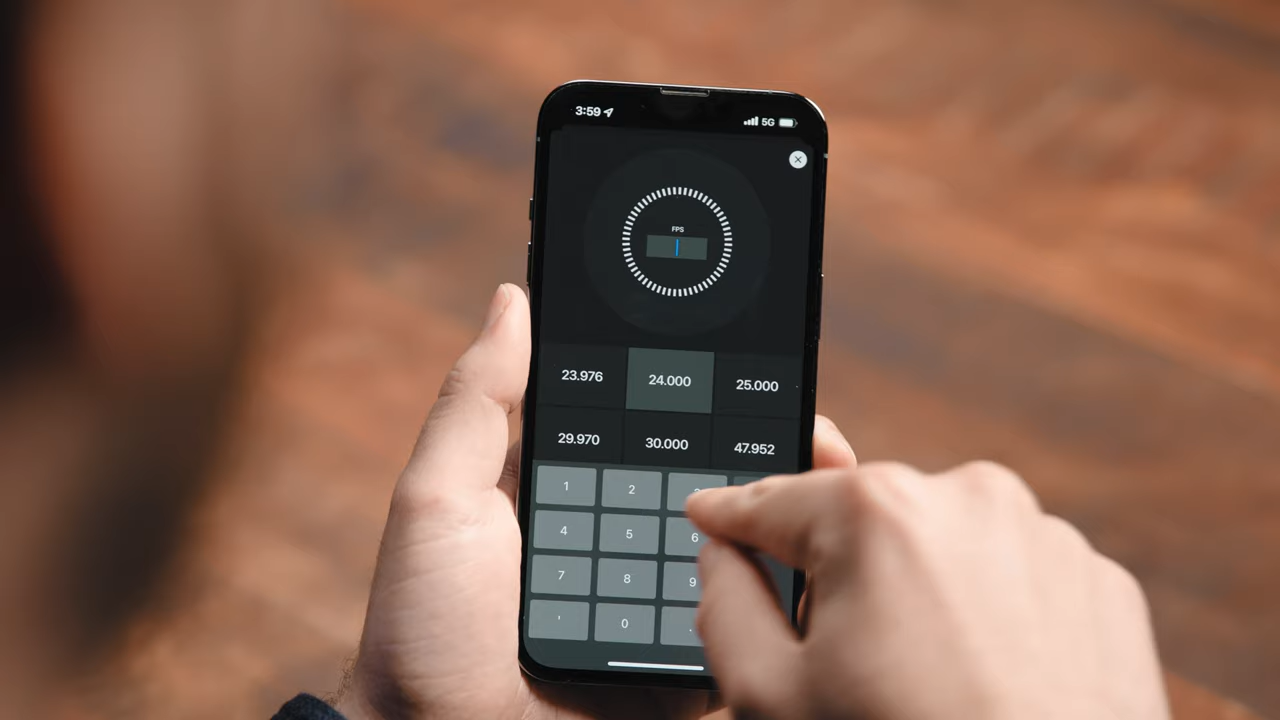 3:59 5G
FPS
23.976 24.000 25.000
29.970 30.000 47.952
1 2
4 5 6
7 8 9
' 0 .